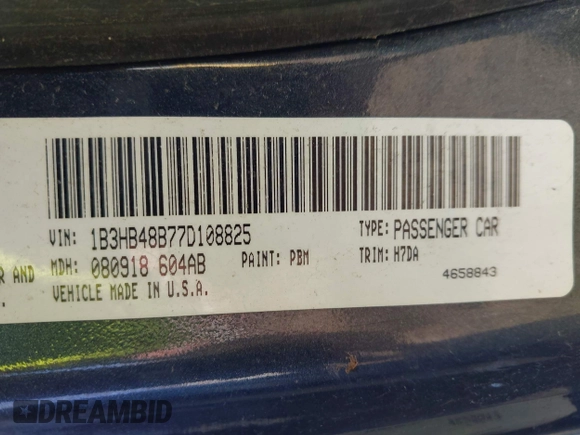 VIN: 1B3HB48B77D108825 TYPE: PASSENGER CAR
R AND MDH: 080918 604AB PAINT: PBM TRIM: H7DA
. VEHICLE MADE IN U.S.A. 4658843
DREAMBID